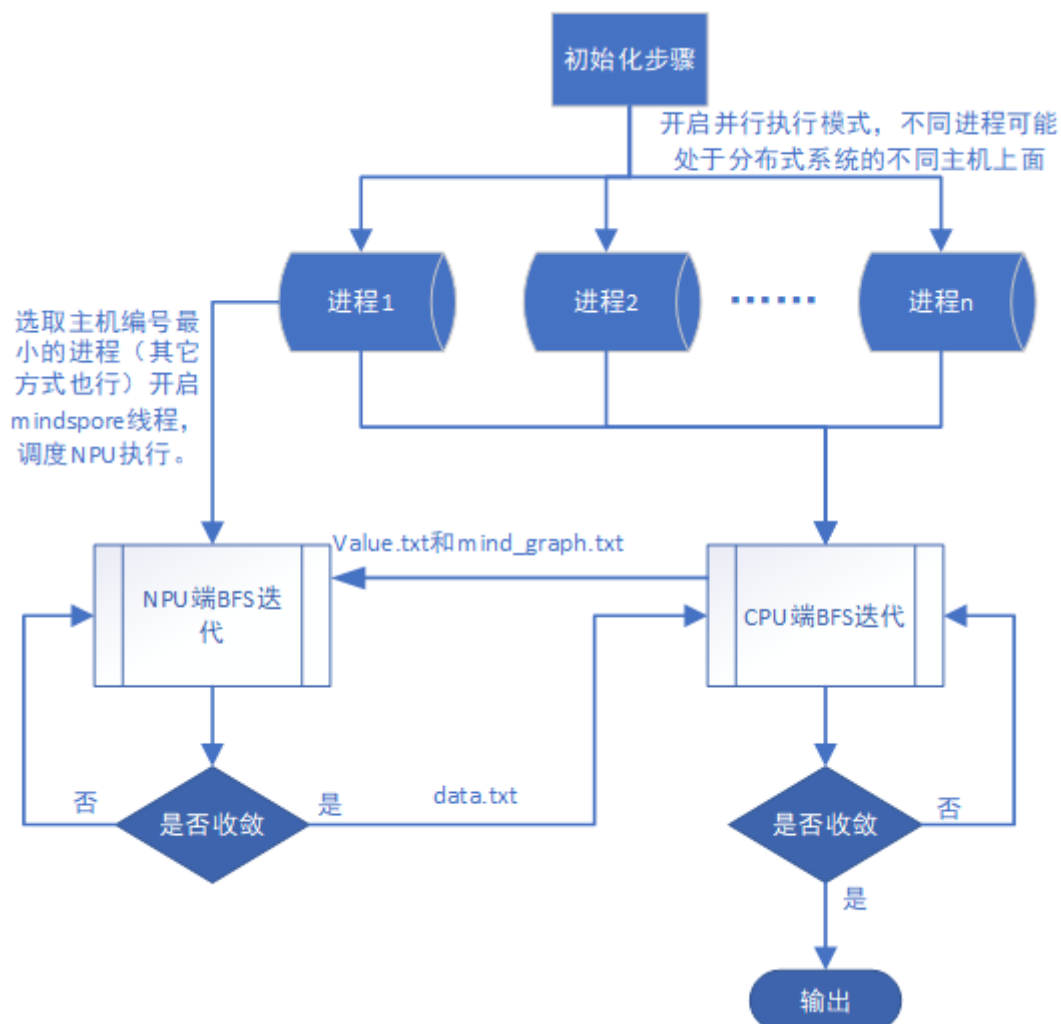 初始化步骤
开启并行执行模式，不同进程可能
处于分布式系统的不同主机上面
进程1
进程2
······
进程n
选取主机编号最
小的进程（其它
方式也行）开启
mindspore线程，
调度NPU执行。
Value.txt和mind_graph.txt
NPU端BFS迭
代
CPU端BFS迭代
否
是否收敛
是
data.txt
是否收敛
否
是
输出